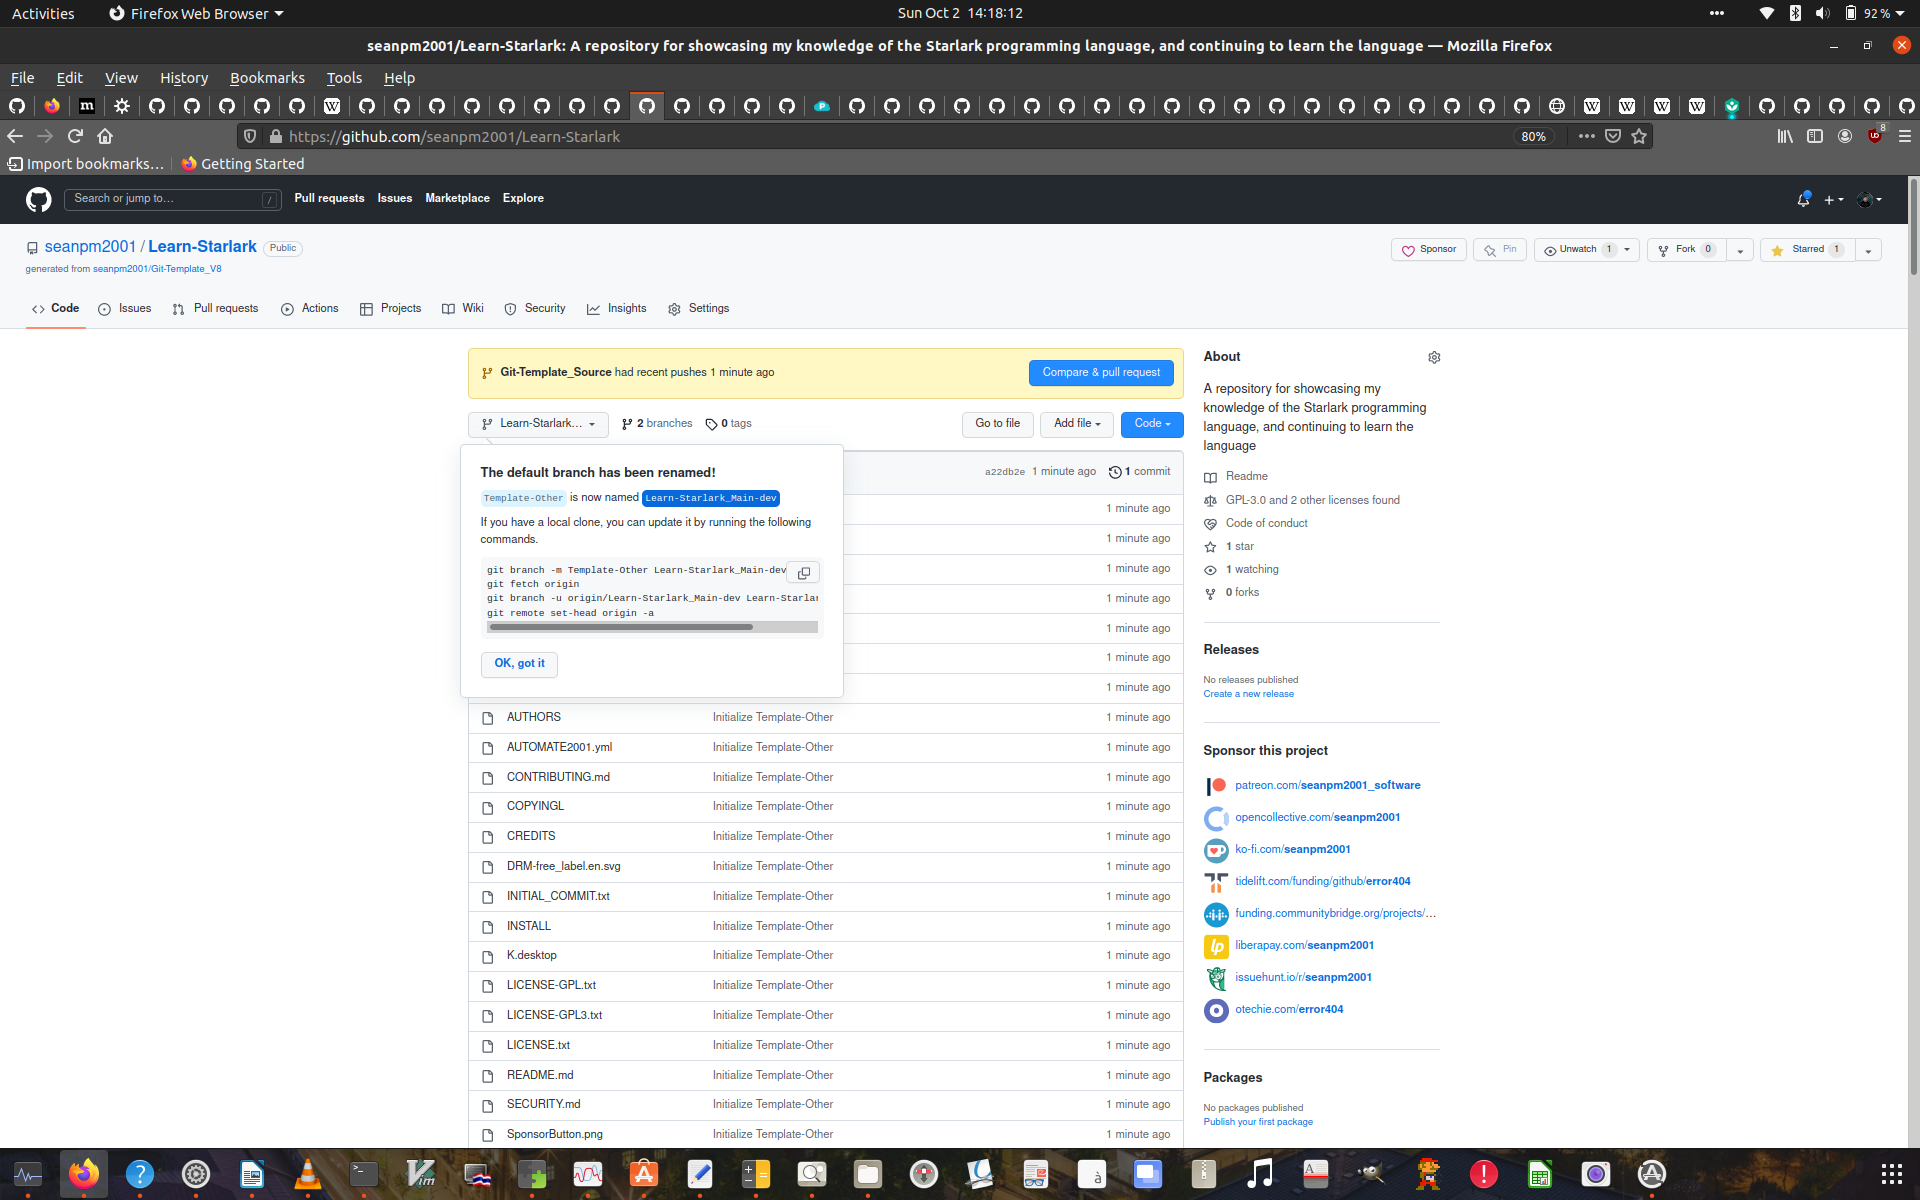 Activities
Firefox Web Browser
Sun Oct 2 14:18:12
92 %
seanpm2001/Learn-Starlark: A repository for showcasing my knowledge of the Starlark programming language, and continuing to learn the language — Mozilla Firefox
File Edit View History Bookmarks Tools Help
https://github.com/seanpm2001/Learn-Starlark
80%
8
Import bookmarks…
Getting Started
Search or jump to…
/
Pull requests Issues Marketplace Explore
seanpm2001 / Learn-Starlark
Public
generated from seanpm2001/Git-Template_V8
Sponsor
Pin
Unwatch 1
Fork 0
Starred 1
Code
Issues
Pull requests
Actions
Projects
Wiki
Security
Insights
Settings
Git-Template_Source had recent pushes 1 minute ago
Compare & pull request
Learn-Starlark…
2 branches
0 tags
Go to file
Add file
Code
a22db2e 1 minute ago
1 commit
The default branch has been renamed!
Template-Other is now named Learn-Starlark_Main-dev
If you have a local clone, you can update it by running the following
commands.
git branch -m Template-Other Learn-Starlark_Main-dev
git fetch origin
git branch -u origin/Learn-Starlark_Main-dev Learn-Starlar
git remote set-head origin -a
OK, got it
1 minute ago
1 minute ago
1 minute ago
1 minute ago
1 minute ago
1 minute ago
1 minute ago
AUTHORS Initialize Template-Other 1 minute ago
AUTOMATE2001.yml Initialize Template-Other 1 minute ago
CONTRIBUTING.md Initialize Template-Other 1 minute ago
COPYINGL Initialize Template-Other 1 minute ago
CREDITS Initialize Template-Other 1 minute ago
DRM-free_label.en.svg Initialize Template-Other 1 minute ago
INITIAL_COMMIT.txt Initialize Template-Other 1 minute ago
INSTALL Initialize Template-Other 1 minute ago
K.desktop Initialize Template-Other 1 minute ago
LICENSE-GPL.txt Initialize Template-Other 1 minute ago
LICENSE-GPL3.txt Initialize Template-Other 1 minute ago
LICENSE.txt Initialize Template-Other 1 minute ago
README.md Initialize Template-Other 1 minute ago
SECURITY.md Initialize Template-Other 1 minute ago
SponsorButton.png Initialize Template-Other 1 minute ago
About
A repository for showcasing my
knowledge of the Starlark programming
language, and continuing to learn the
language
Readme
GPL-3.0 and 2 other licenses found
Code of conduct
1 star
1 watching
0 forks
Releases
No releases published
Create a new release
Sponsor this project
patreon.com/seanpm2001_software
opencollective.com/seanpm2001
ko-fi.com/seanpm2001
tidelift.com/funding/github/error404
funding.communitybridge.org/projects/…
liberapay.com/seanpm2001
issuehunt.io/r/seanpm2001
otechie.com/error404
Packages
No packages published
Publish your first package